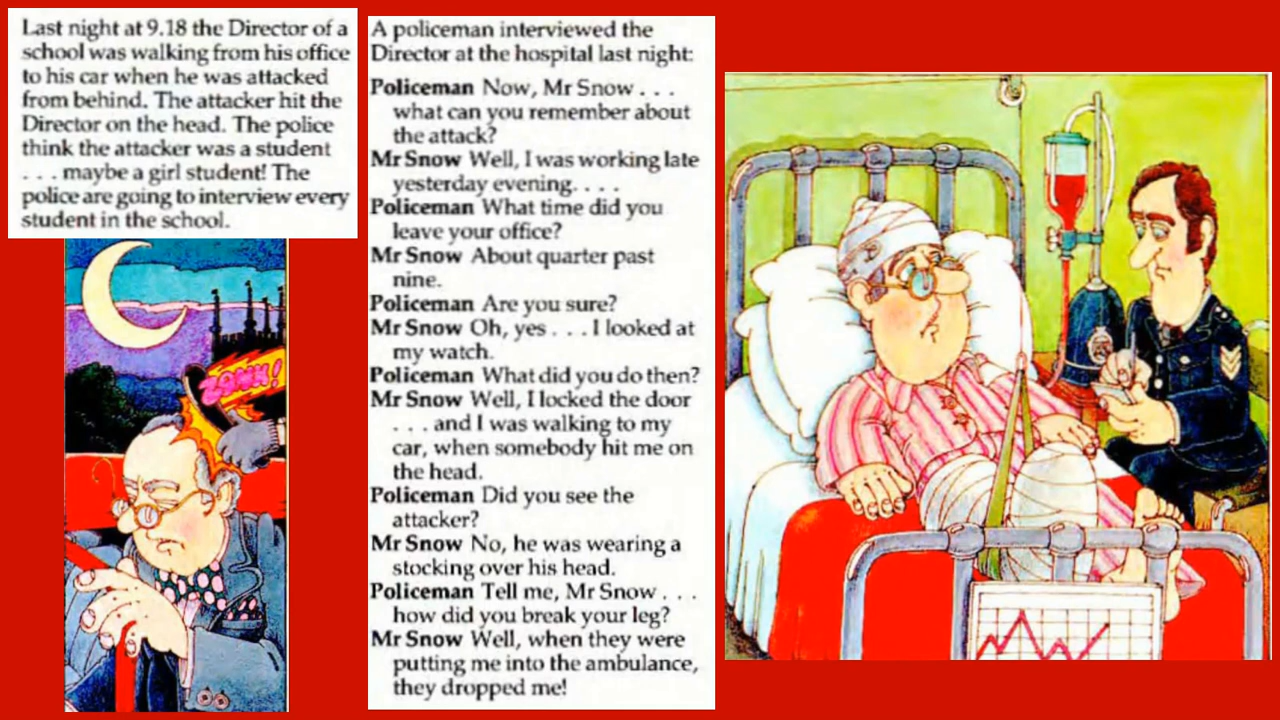 Last night at 9.18 the Director of a
school was walking from his office
to his car when he was attacked
from behind. The attacker hit the
Director on the head. The police
think the attacker was a student
. . . maybe a girl student! The
police are going to interview every
student in the school.
ZONK!
A policeman interviewed the
Director at the hospital last night:
Policeman Now, Mr Snow . . .
what can you remember about
the attack?
Mr Snow Well, I was working late
yesterday evening. . . .
Policeman What time did you
leave your office?
Mr Snow About quarter past
nine.
Policeman Are you sure?
Mr Snow Oh, yes . . . I looked at
my watch.
Policeman What did you do then?
Mr Snow Well, I locked the door
. . . and I was walking to my
car, when somebody hit me on
the head.
Policeman Did you see the
attacker?
Mr Snow No, he was wearing a
stocking over his head.
Policeman Tell me, Mr Snow . . .
how did you break your leg?
Mr Snow Well, when they were
putting me into the ambulance,
they dropped me!